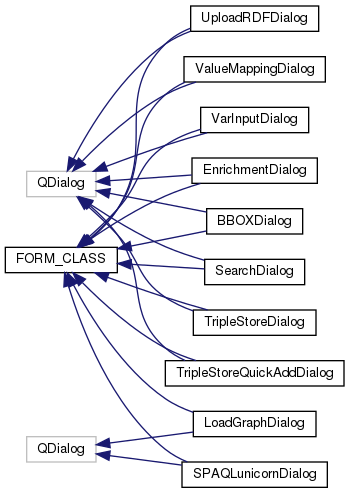 UploadRDFDialog
ValueMappingDialog
VarInputDialog
EnrichmentDialog
QDialog
BBOXDialog
FORM_CLASS
SearchDialog
TripleStoreDialog
TripleStoreQuickAddDialog
LoadGraphDialog
QDialog
SPAQLunicornDialog